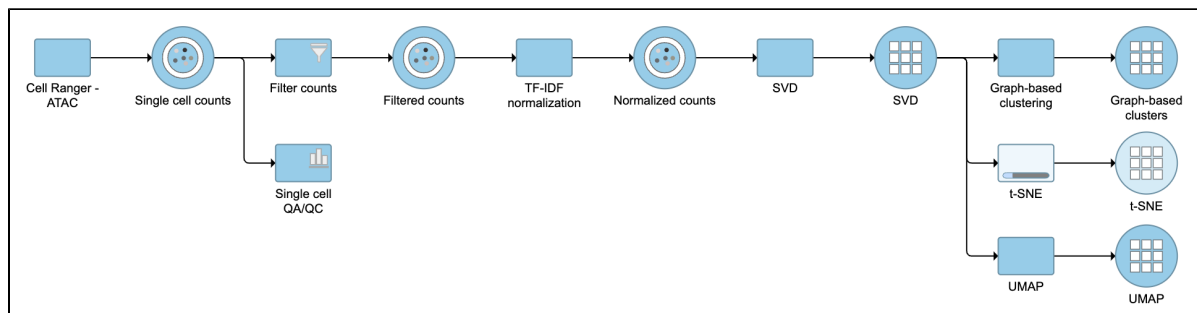 Cell Ranger -
ATAC
Single cell counts
Filter counts
Filtered counts
TF-IDF
normalization
Normalized counts
SVD
SVD
Graph-based
clustering
Graph-based
clusters
Single cell
QA/QC
t-SNE
t-SNE
UMAP
UMAP